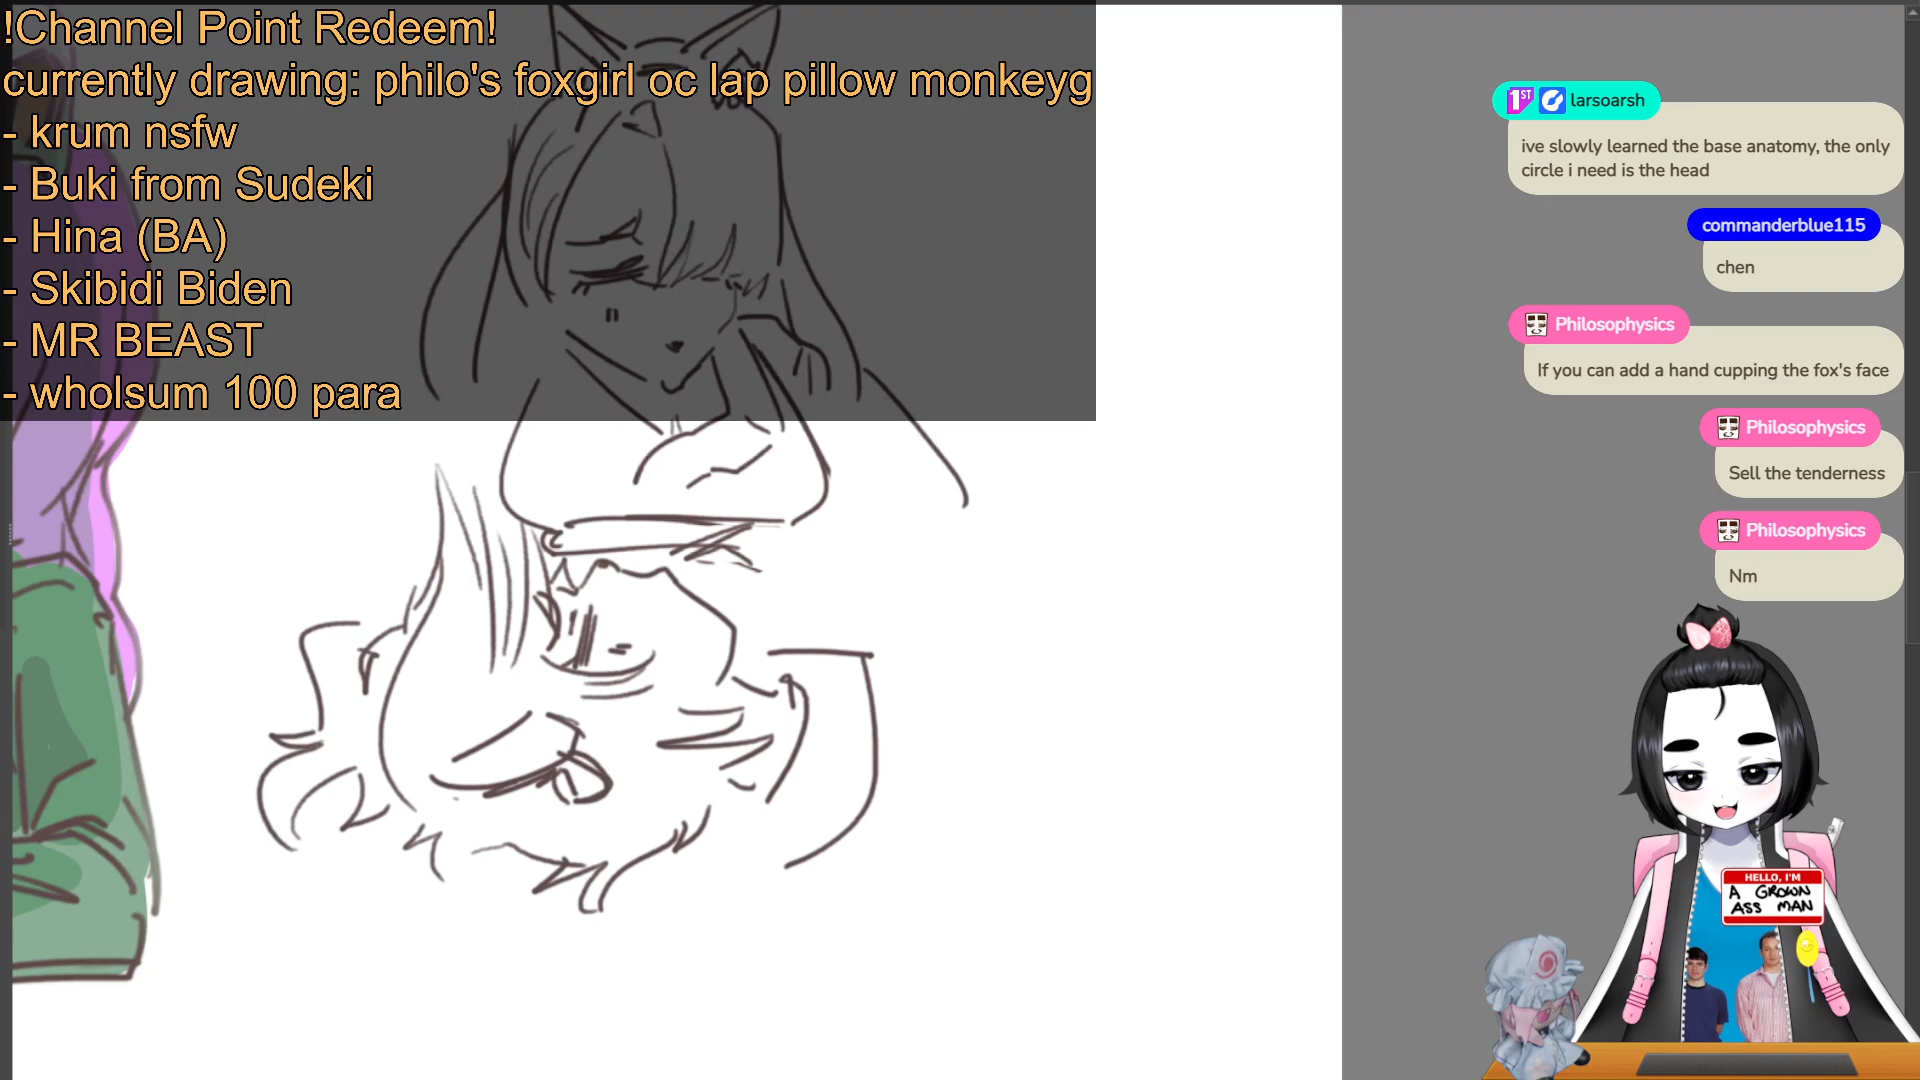 !Channel Point Redeem!
currently drawing: philo's foxgirl oc lap pillow monkeyg
- krum nsfw
- Buki from Sudeki
- Hina (BA)
- Skibidi Biden
- MR BEAST
- wholsum 100 para
1ST larsoarsh
ive slowly learned the base anatomy, the only
circle i need is the head
commanderblue115
chen
Philosophysics
If you can add a hand cupping the fox's face
Philosophysics
Sell the tenderness
Philosophysics
Nm
HELLO, I'M
A GROWN
ASS MAN